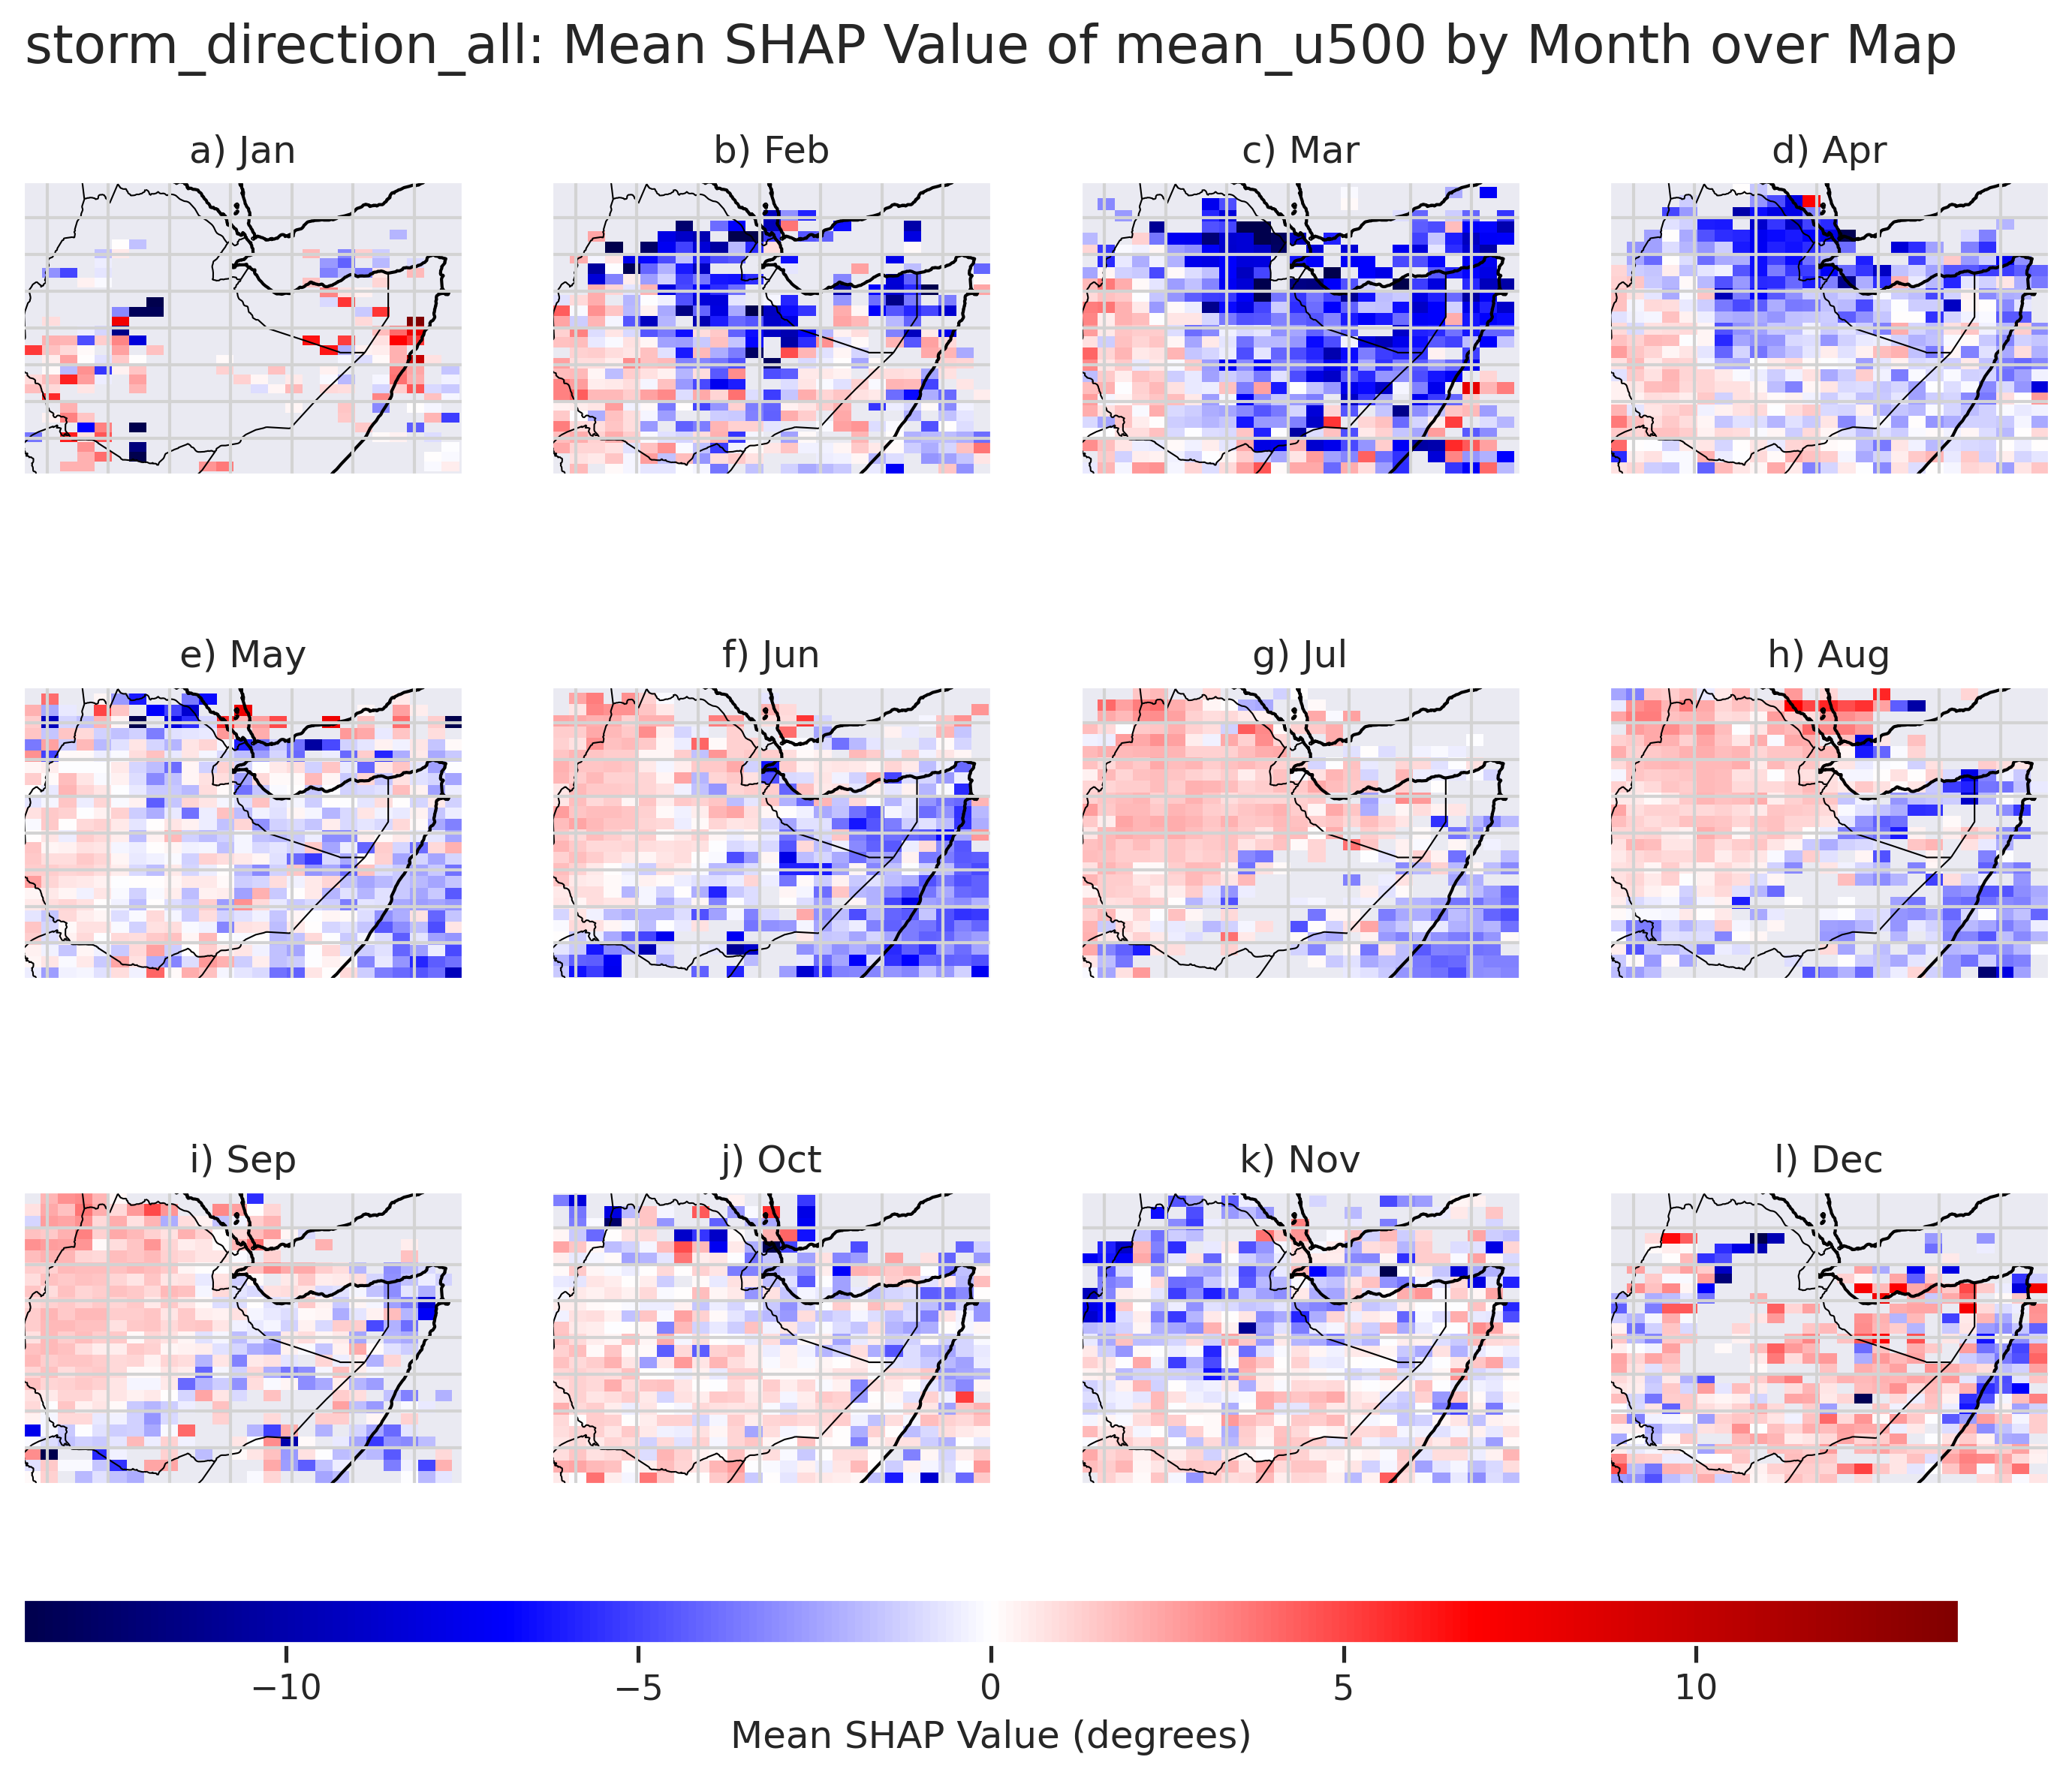 storm_direction_all: Mean SHAP Value of mean_u500 by Month over Map
a) Jan
b) Feb
c) Mar
d) Apr
e) May
f) Jun
g) Jul
h) Aug
i) Sep
j) Oct
k) Nov
l) Dec
−10
−5
0
5
10
Mean SHAP Value (degrees)